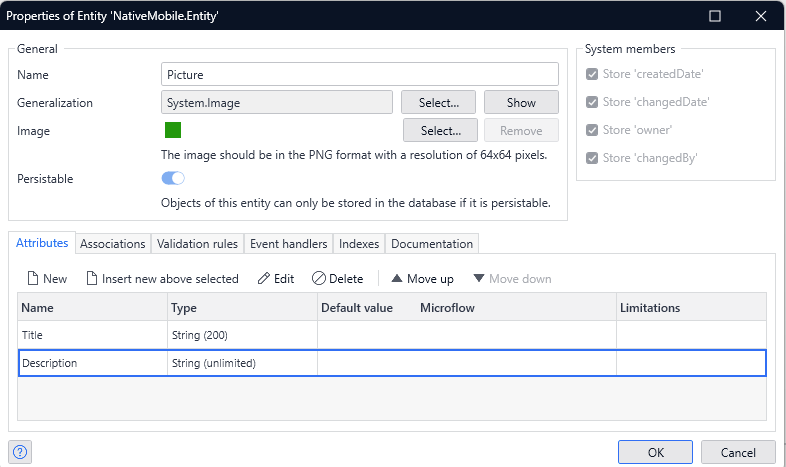 Properties of Entity 'NativeMobile.Entity'
General
Name
Picture
Generalization
System.Image
Select...
Show
Image
Select...
Remove
The image should be in the PNG format with a resolution of 64x64 pixels.
Persistable
Objects of this entity can only be stored in the database if it is persistable.
System members
Store 'createdDate'
Store 'changedDate'
Store 'owner'
Store 'changedBy'
Attributes Associations Validation rules Event handlers Indexes Documentation
New Insert new above selected Edit Delete Move up Move down
Name Type Default value Microflow Limitations
Title String (200)
Description String (unlimited)
? OK Cancel